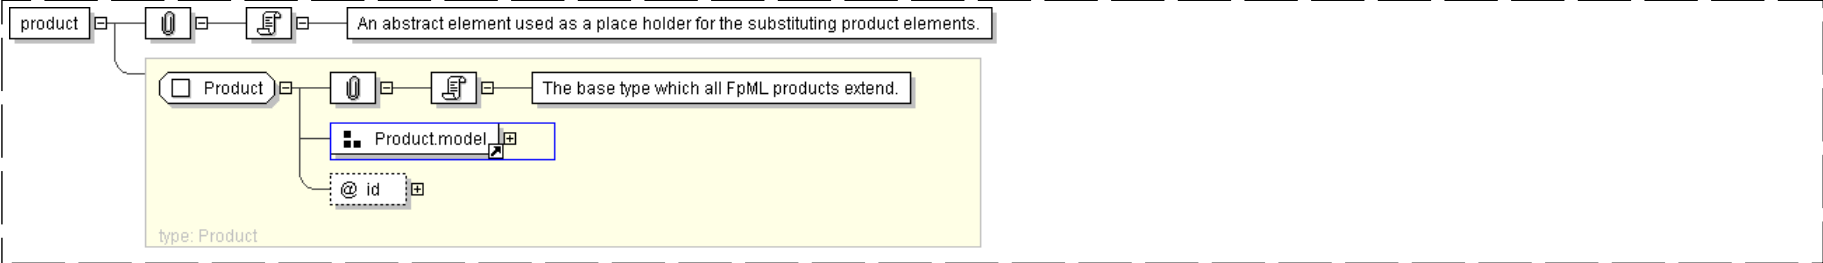 product
An abstract element used as a place holder for the substituting product elements.
Product
The base type which all FpML products extend.
Product.model
@ id
type: Product